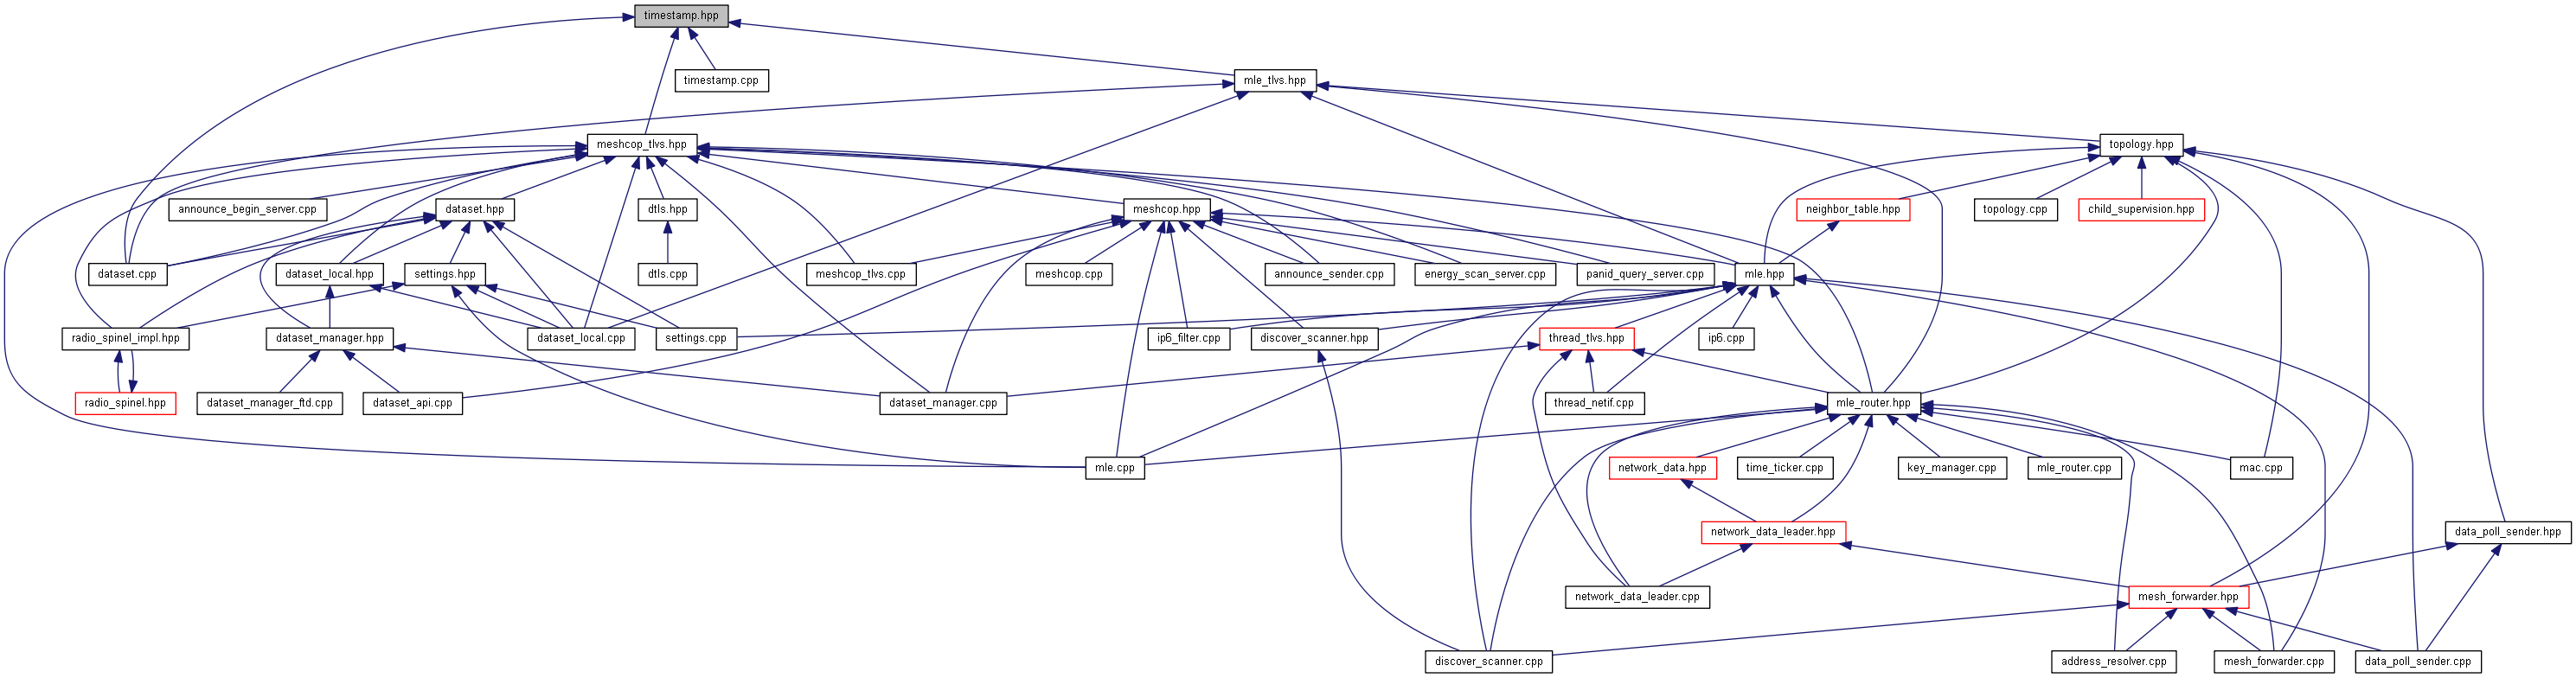 timestamp.hpp
timestamp.cpp
mle_tlvs.hpp
meshcop_tlvs.hpp
topology.hpp
announce_begin_server.cpp
dataset.hpp
dtls.hpp
meshcop.hpp
neighbor_table.hpp
topology.cpp
child_supervision.hpp
dataset.cpp
dataset_local.hpp
settings.hpp
dtls.cpp
meshcop_tlvs.cpp
meshcop.cpp
announce_sender.cpp
energy_scan_server.cpp
panid_query_server.cpp
mle.hpp
radio_spinel_impl.hpp
dataset_manager.hpp
dataset_local.cpp
settings.cpp
ip6_filter.cpp
discover_scanner.hpp
thread_tlvs.hpp
ip6.cpp
radio_spinel.hpp
dataset_manager_ftd.cpp
dataset_api.cpp
dataset_manager.cpp
thread_netif.cpp
mle_router.hpp
mle.cpp
network_data.hpp
time_ticker.cpp
key_manager.cpp
mle_router.cpp
mac.cpp
network_data_leader.hpp
data_poll_sender.hpp
network_data_leader.cpp
mesh_forwarder.hpp
discover_scanner.cpp
address_resolver.cpp
mesh_forwarder.cpp
data_poll_sender.cpp